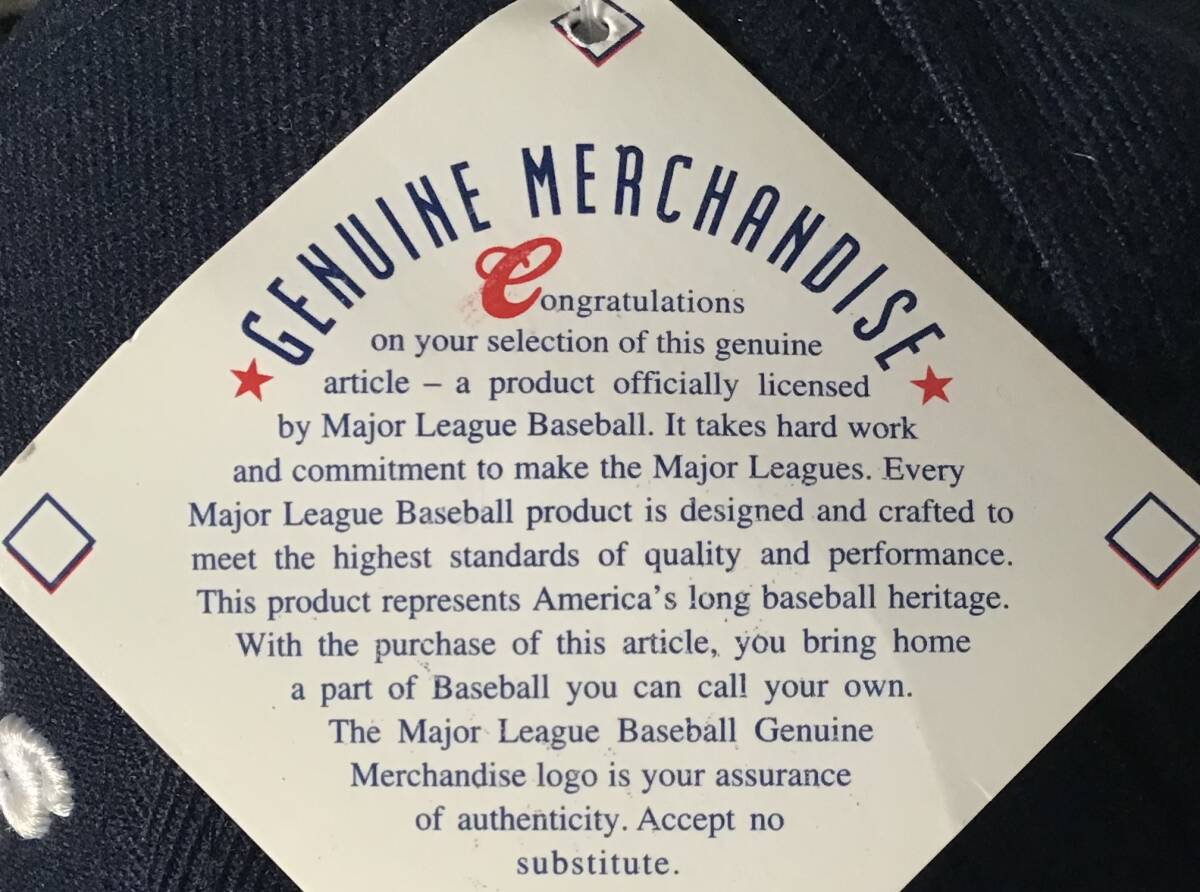 GENUINE MERCHANDISE
Congratulations
on your selection of this genuine
article – a product officially licensed
by Major League Baseball. It takes hard work
and commitment to make the Major Leagues. Every
Major League Baseball product is designed and crafted to
meet the highest standards of quality and performance.
This product represents America's long baseball heritage.
With the purchase of this article, you bring home
a part of Baseball you can call your own.
The Major League Baseball Genuine
Merchandise logo is your assurance
of authenticity. Accept no
substitute.